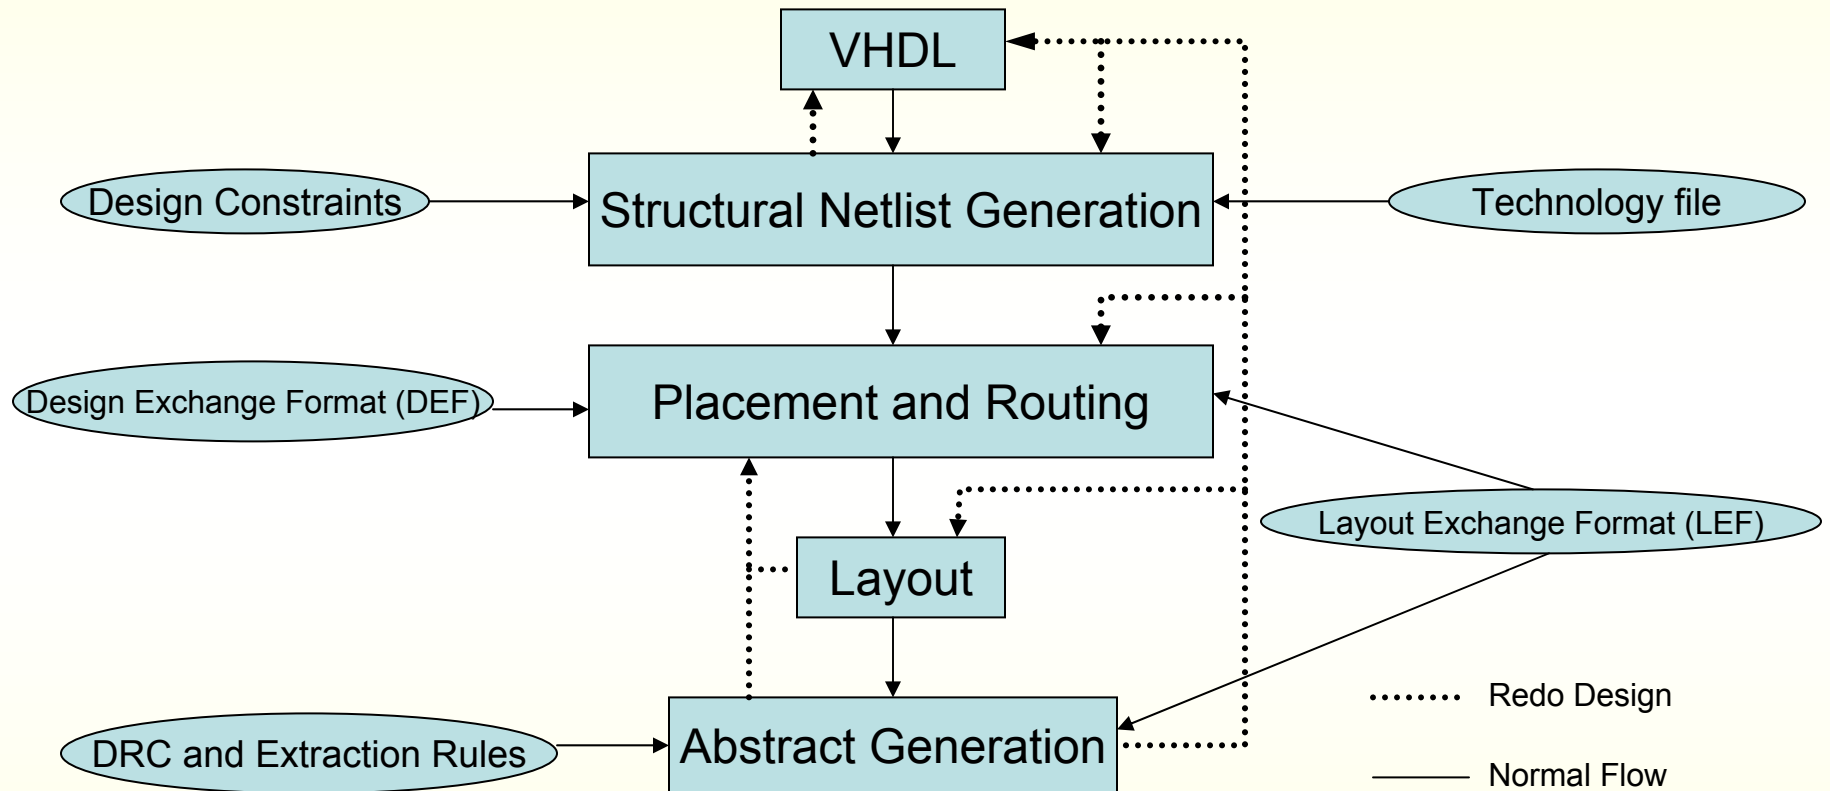 VHDL
Design Constraints
Structural Netlist Generation
Technology file
Design Exchange Format (DEF)
Placement and Routing
Layout Exchange Format (LEF)
Layout
DRC and Extraction Rules
Abstract Generation
Redo Design
Normal Flow